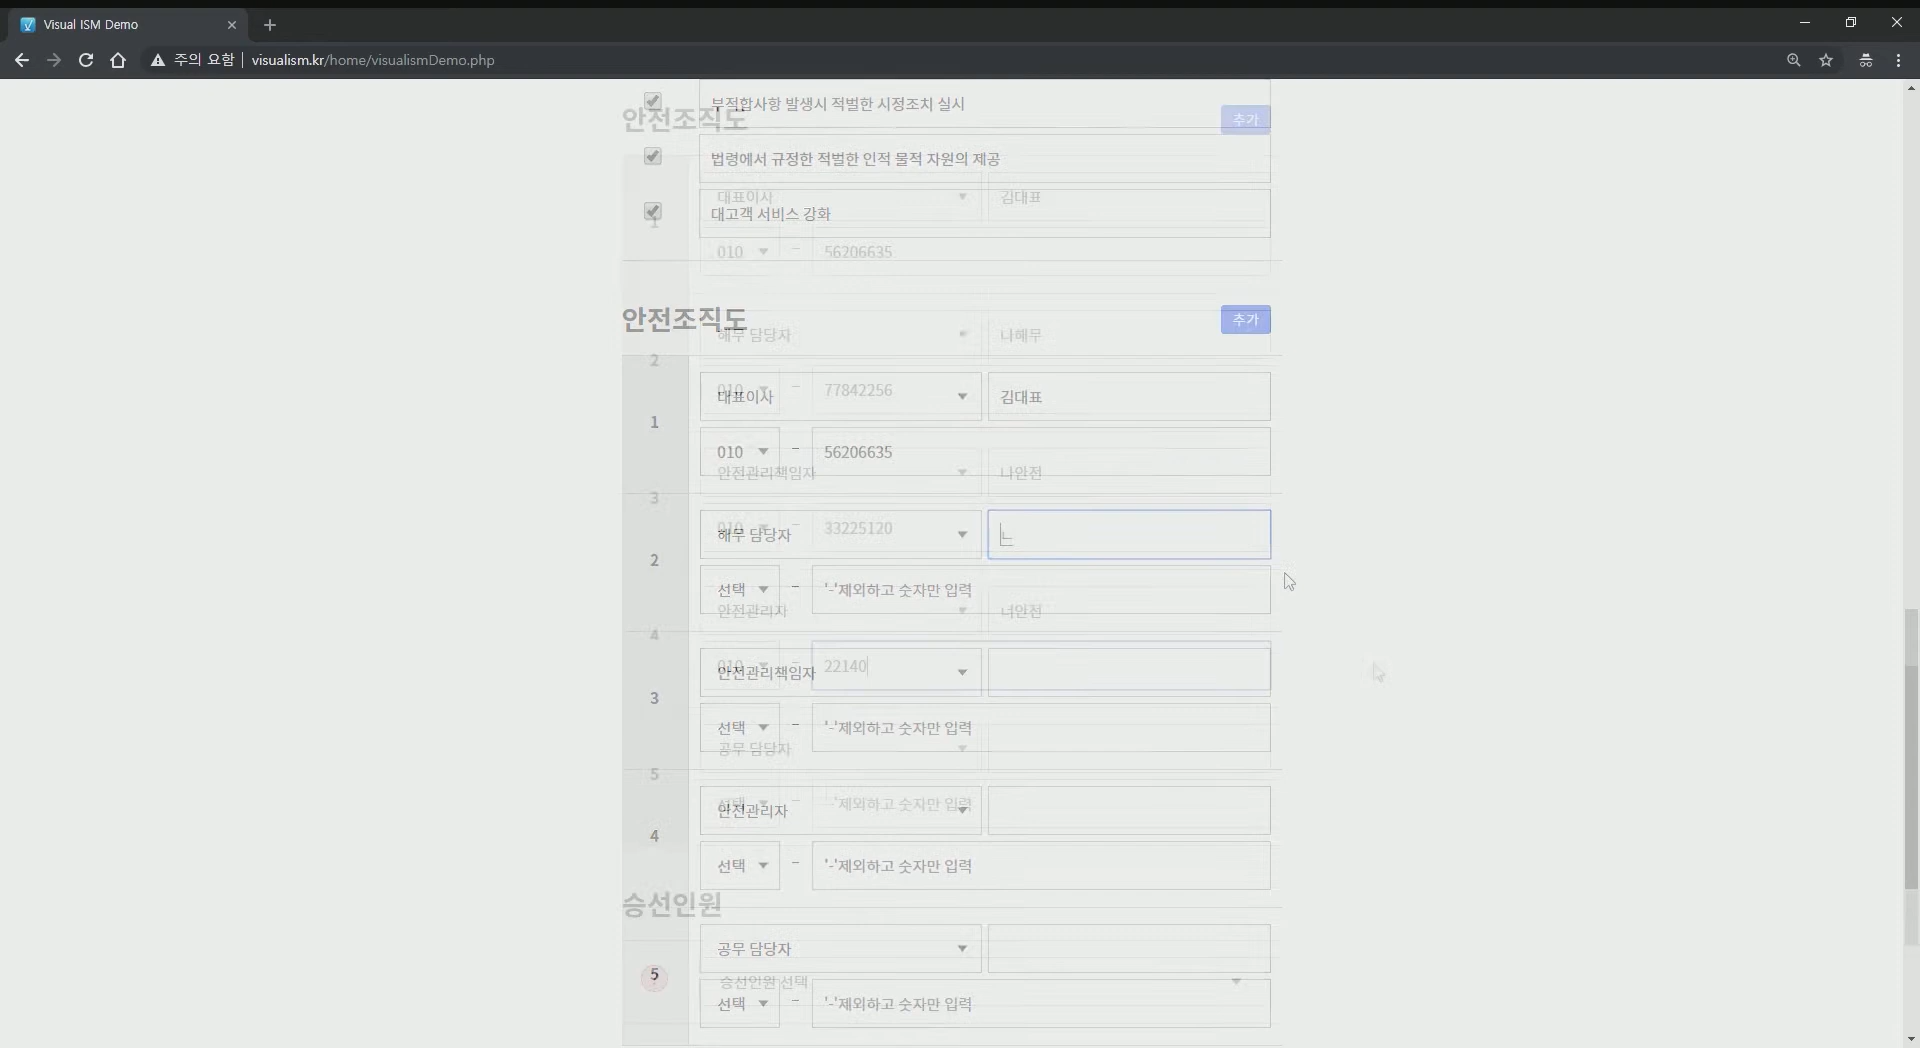 Visual ISM Demo
주의 요함 visualism.kr/home/visualismDemo.php
부적합사항 발생시 적법한 시정조치 실시
안전조직도 추가
법령에서 규정한 적법한 인적 물적 자원의 제공
대표이사 김대표
대고객 서비스 강화
1
010 - 56206635
안전조직도 추가
해무 담당자 나해무
2
010 - 77842256
대표이사 김대표
1
010 - 56206635
안전관리책임자 나안전
3
010 - 33225120
해무 담당자 ㄴ
2
선택 - '-'제외하고 숫자만 입력
안전관리자 너안전
4
010 - 22140
안전관리책임자
3
선택 - '-'제외하고 숫자만 입력
공무 담당자
5
선택 - '-'제외하고 숫자만 입력
안전관리자
4
선택 - '-'제외하고 숫자만 입력
승선인원
공무 담당자
5
승선인원 선택
선택 - '-'제외하고 숫자만 입력